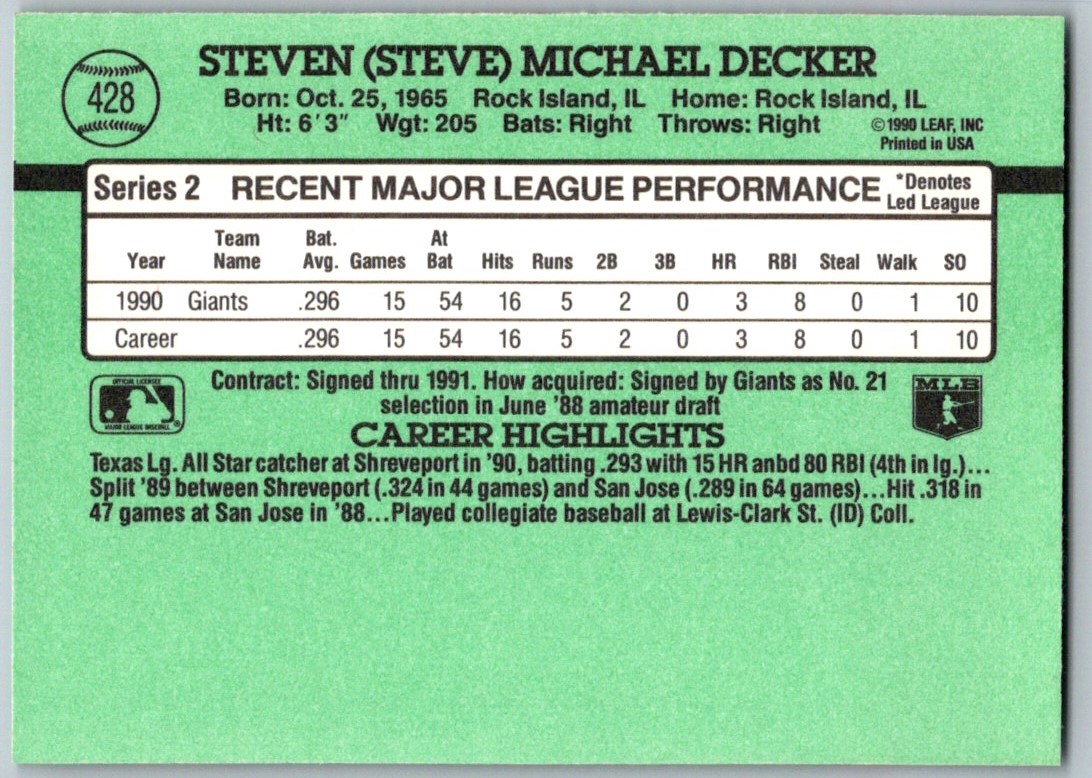 428
STEVEN (STEVE) MICHAEL DECKER
Born: Oct. 25, 1965 Rock Island, IL Home: Rock Island, IL
Ht: 6'3" Wgt: 205 Bats: Right Throws: Right
©1990 LEAF, INC
Printed in USA
Series 2 RECENT MAJOR LEAGUE PERFORMANCE *Denotes
Led League
Year Team Name Bat. Avg. Games At Bat Hits Runs 2B 3B HR RBI Steal Walk SO
1990 Giants .296 15 54 16 5 2 0 3 8 0 1 10
Career .296 15 54 16 5 2 0 3 8 0 1 10
OFFICIAL LICENSEE
MAJOR LEAGUE BASEBALL
®
Contract: Signed thru 1991. How acquired: Signed by Giants as No. 21
selection in June '88 amateur draft
MLB
CAREER HIGHLIGHTS
Texas Lg. All Star catcher at Shreveport in '90, batting .293 with 15 HR anbd 80 RBI (4th in lg.)...
Split '89 between Shreveport (.324 in 44 games) and San Jose (.289 in 64 games)...Hit .318 in
47 games at San Jose in '88...Played collegiate baseball at Lewis-Clark St. (ID) Coll.